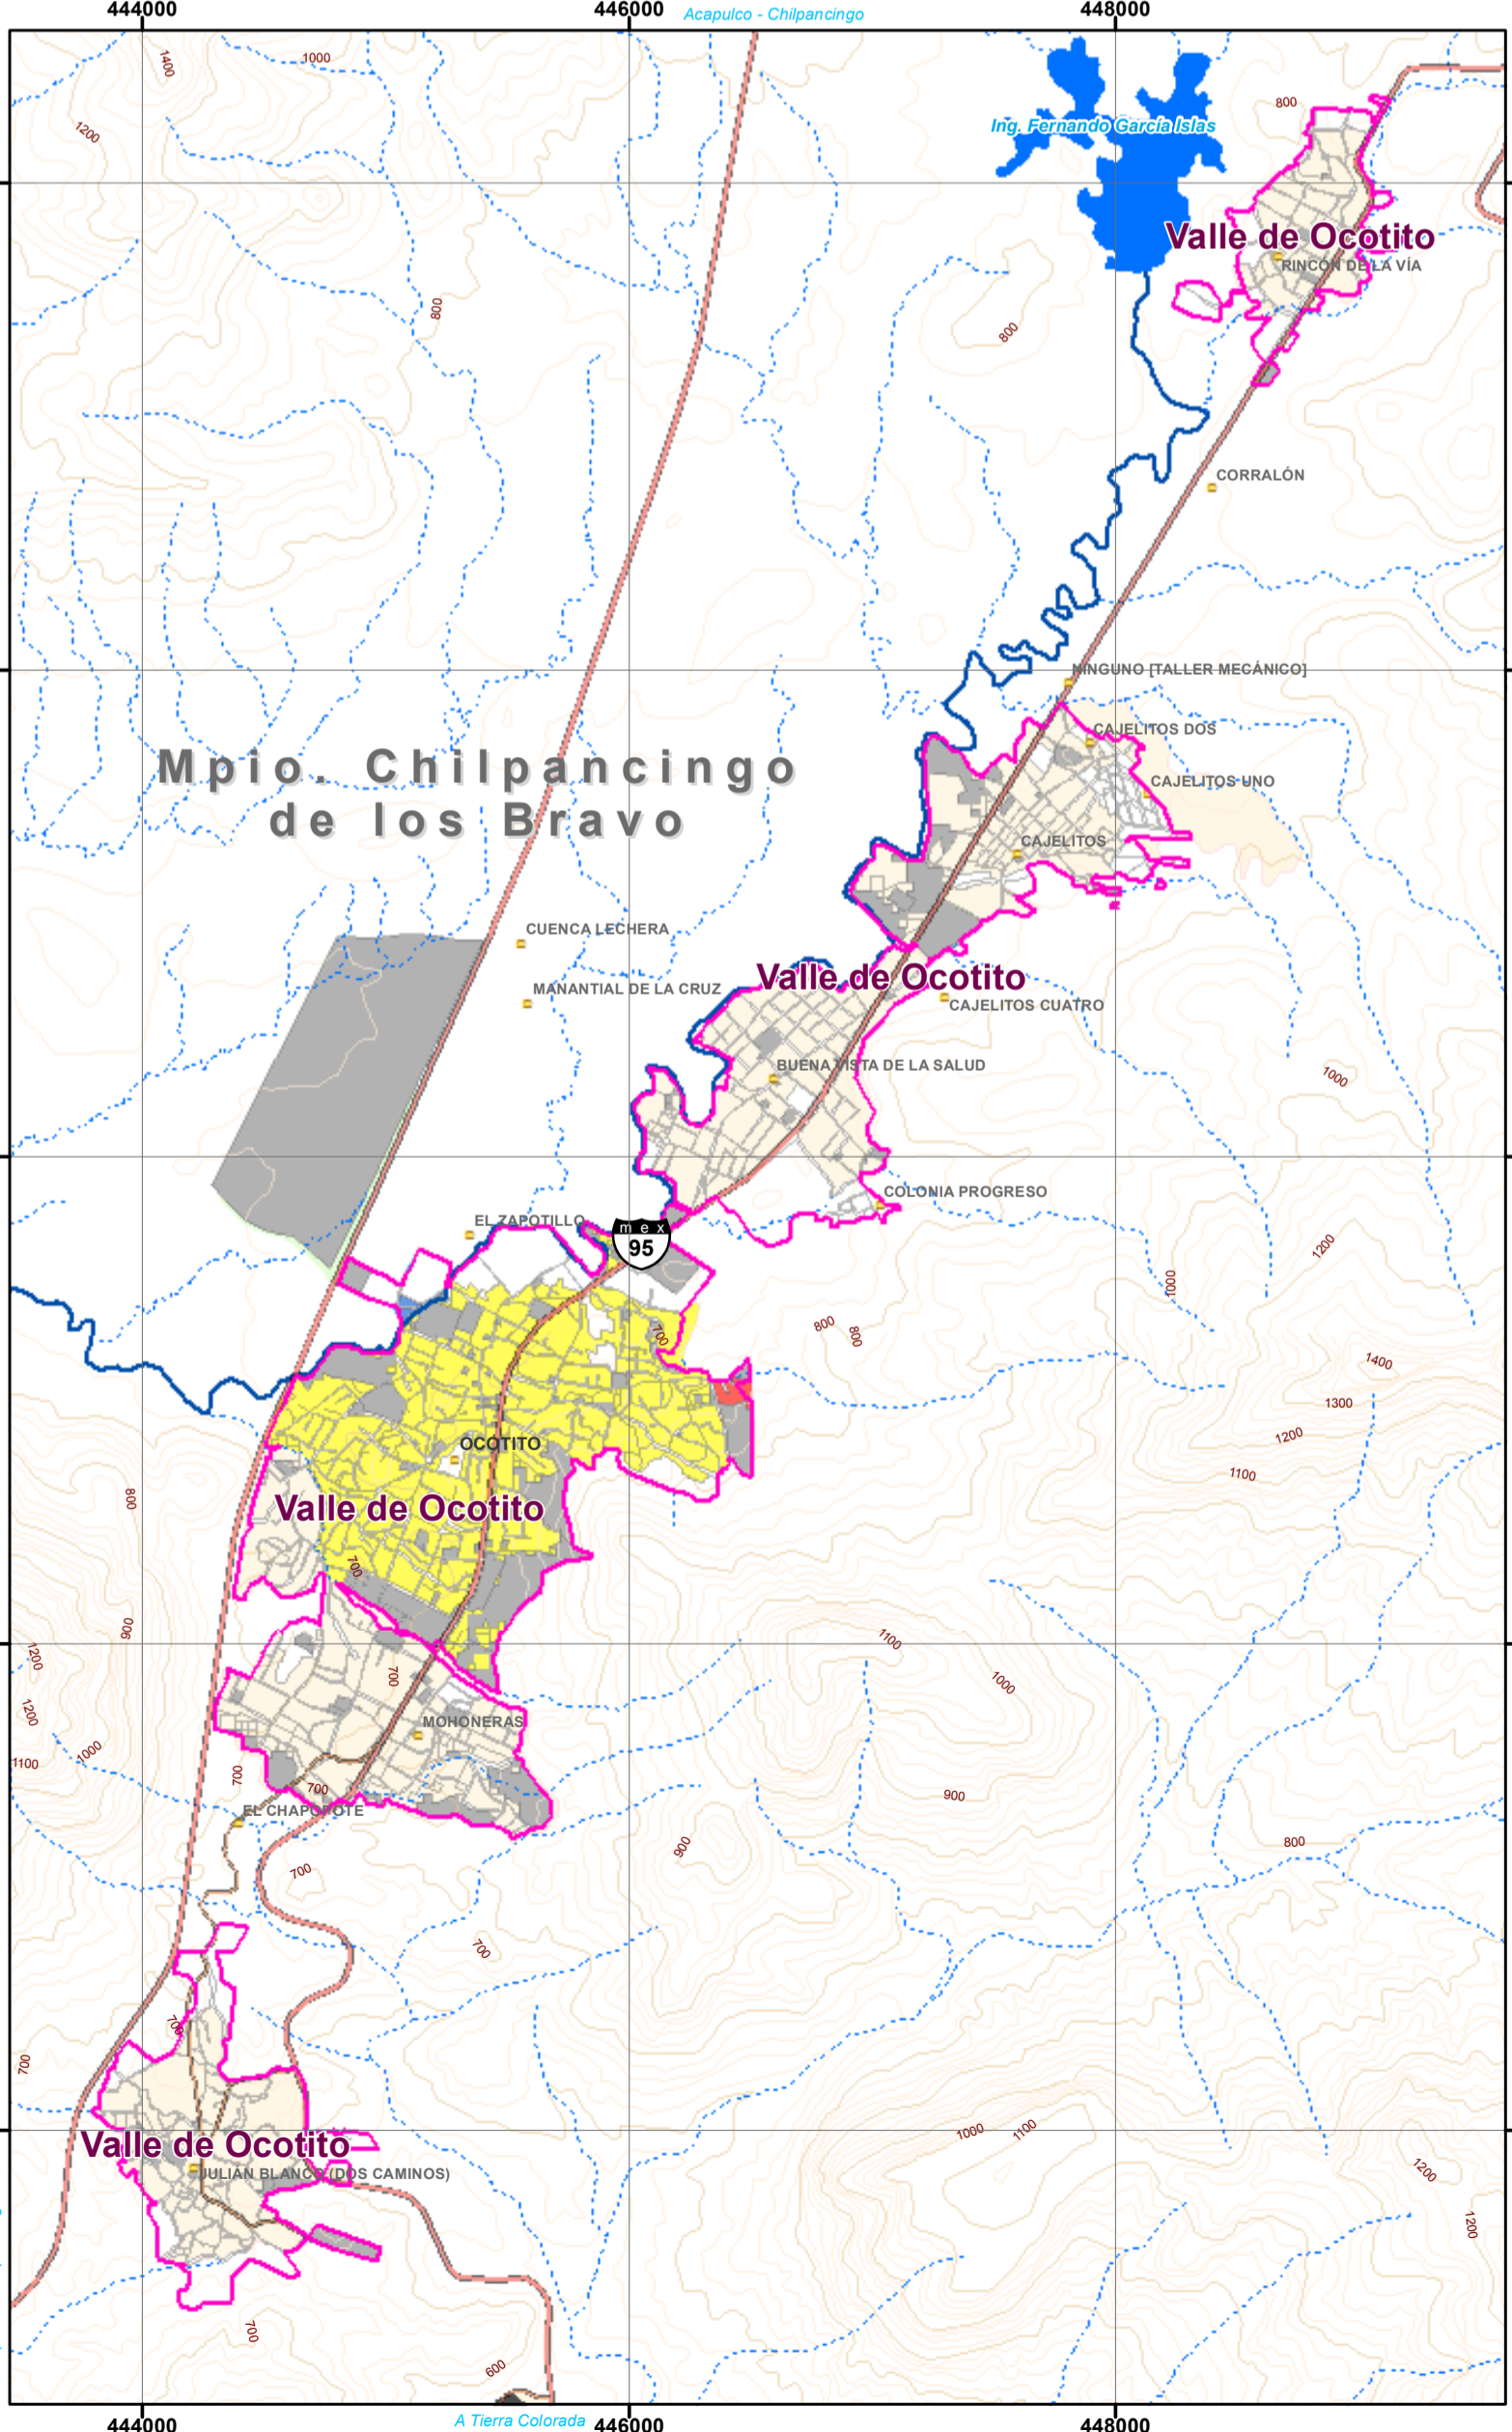 444000
446000
448000
Acapulco - Chilpancingo
1400
1000
1200
800
Ing. Fernando García Islas
800
Valle de Ocotito
RINCÓN DE LA VÍA
800
CORRALÓN
NINGUNO [TALLER MECÁNICO]
CAJELITOS DOS
Mpio. Chilpancingo
de los Bravo
CAJELITOS UNO
CAJELITOS
CUENCA LECHERA
MANANTIAL DE LA CRUZ
Valle de Ocotito
CAJELITOS CUATRO
BUENA VISTA DE LA SALUD
1000
COLONIA PROGRESO
EL ZAPOTILLO
mex
95
1200
1000
700
800
800
1400
1300
1200
1100
OCOTITO
800
Valle de Ocotito
700
900
1200
1100
1000
700
1200
1100
1000
MOHONERAS
700
700
EL CHAPOPOTE
900
900
800
700
700
700
700
1000
1100
Valle de Ocotito
JULIÁN BLANCO (DOS CAMINOS)
1200
1200
700
600
444000
A Tierra Colorada
446000
448000